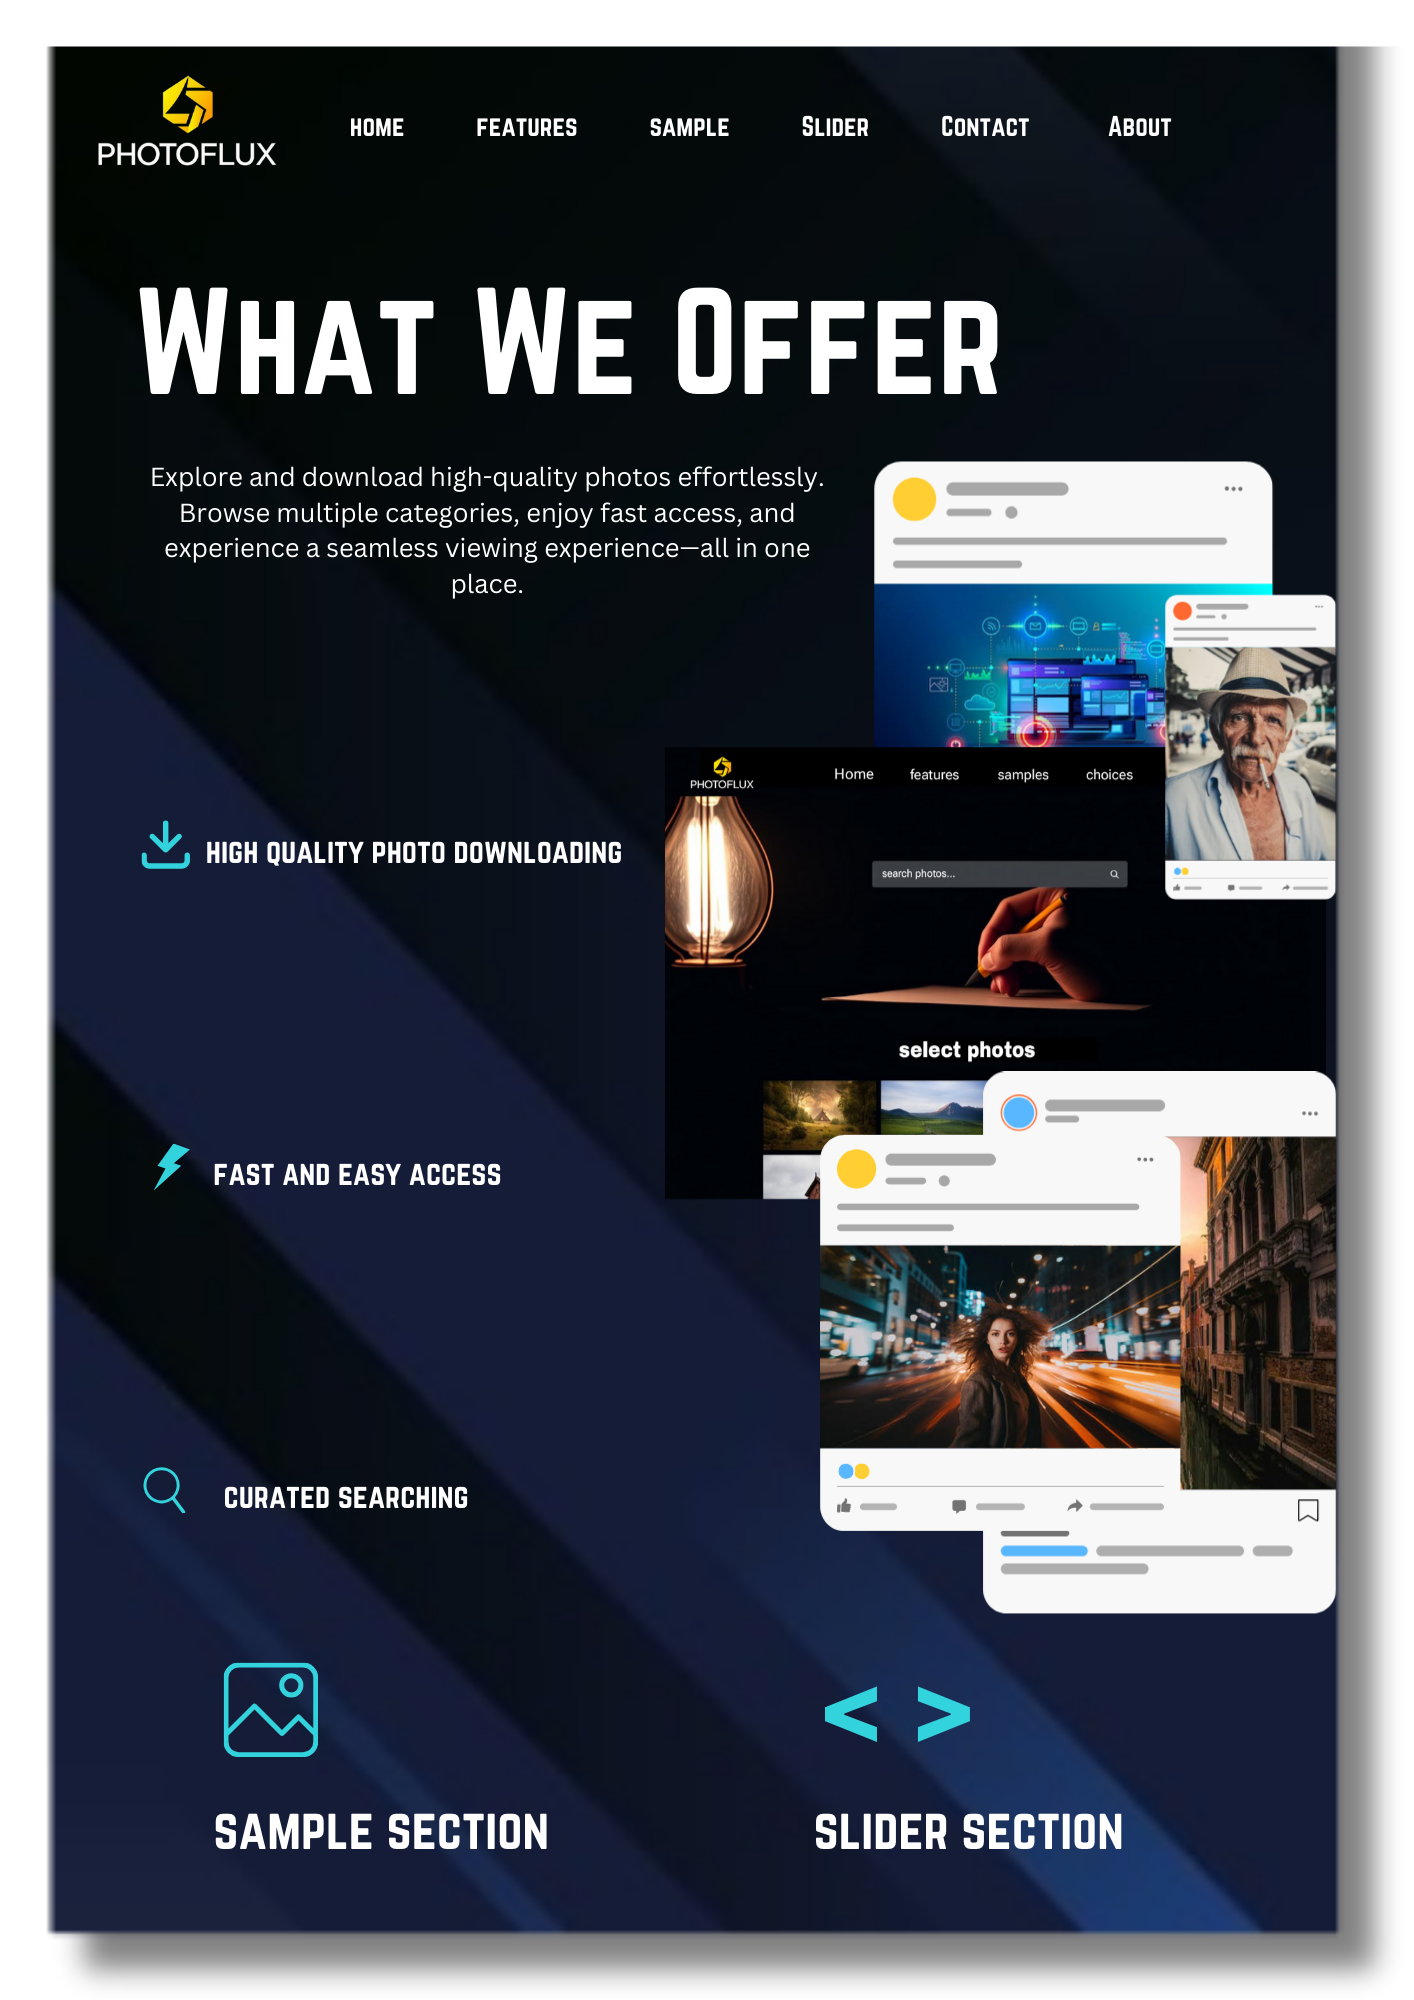 PHOTOFLUX
HOME FEATURES SAMPLE SLIDER CONTACT ABOUT
WHAT WE OFFER
Explore and download high-quality photos effortlessly.
Browse multiple categories, enjoy fast access, and
experience a seamless viewing experience—all in one
place.
PHOTOFLUX
Home features samples choices
search photos...
HIGH QUALITY PHOTO DOWNLOADING
select photos
FAST AND EASY ACCESS
CURATED SEARCHING
< >
SAMPLE SECTION
SLIDER SECTION